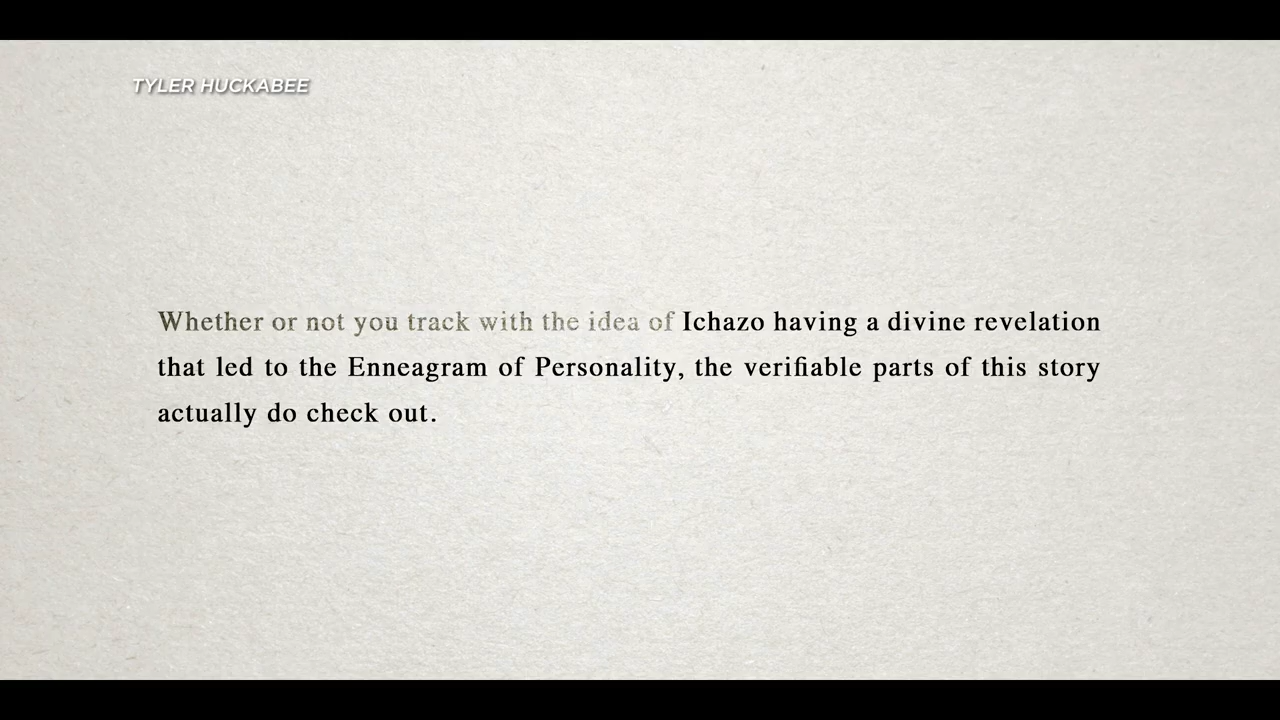 TYLER HUCKABEE
Whether or not you track with the idea of Ichazo having a divine revelation
that led to the Enneagram of Personality, the verifiable parts of this story
actually do check out.